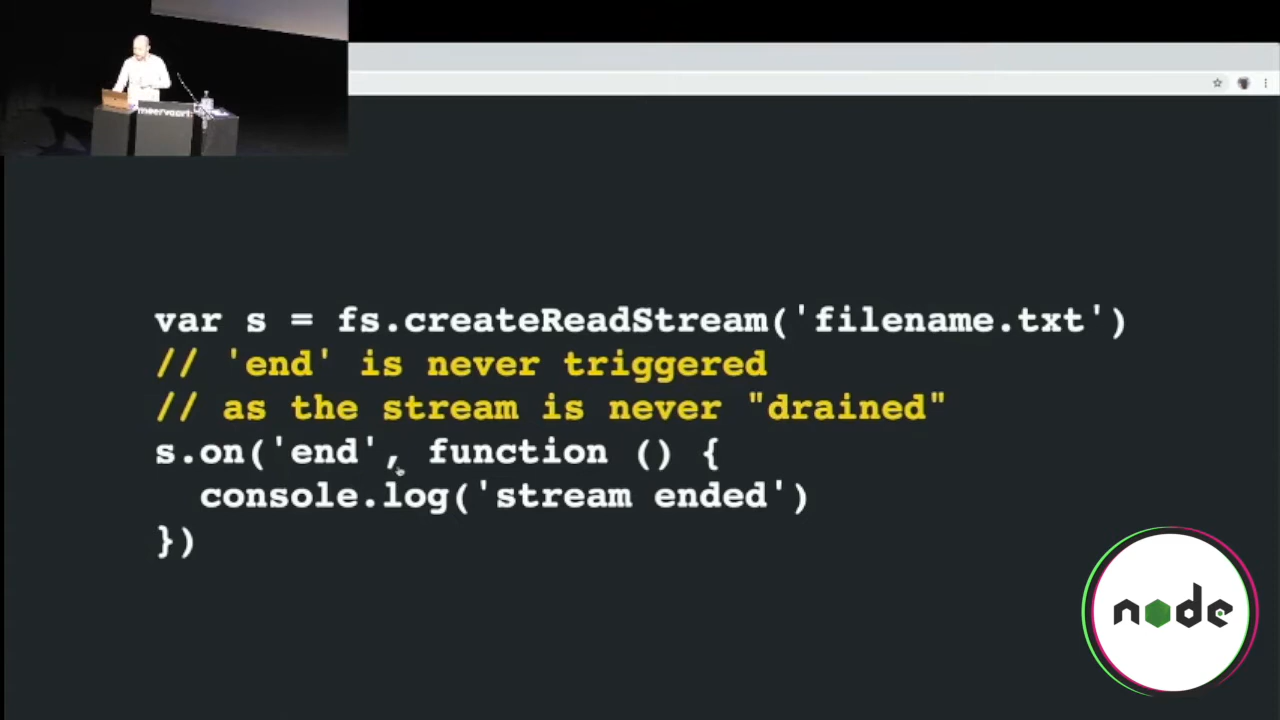 meervaart
var s = fs.createReadStream('filename.txt')
// 'end' is never triggered
// as the stream is never "drained"
s.on('end', function () {
  console.log('stream ended')
})
node